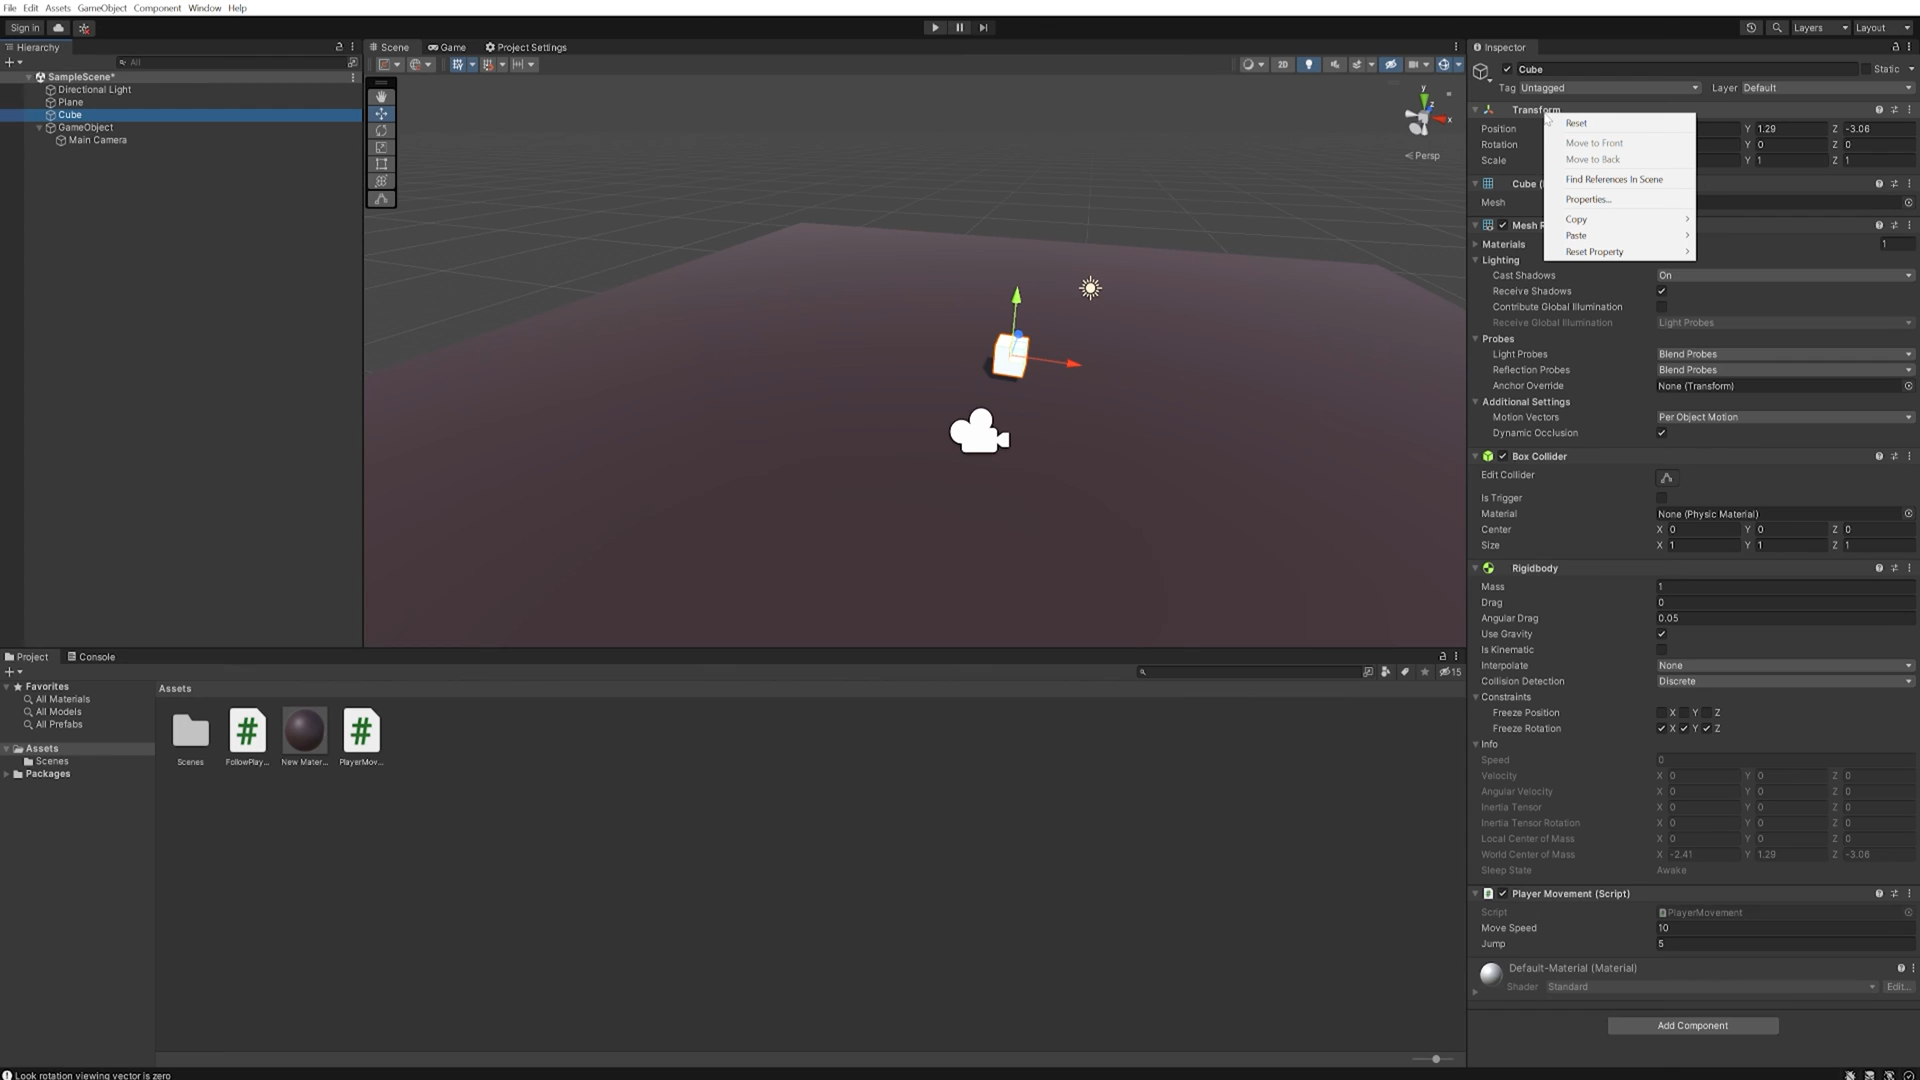 File Edit Assets GameObject Component Window Help
Sign in
Layers Layout
Hierarchy
All
SampleScene*
Directional Light
Plane
Cube
GameObject
Main Camera
Scene Game Project Settings
2D
y
z
x
Persp
Inspector
Cube Static
Tag Untagged Layer Default
Transform
Position Y 1.29 Z -3.06
Rotation Y 0 Z 0
Scale Y 1 Z 1
Reset
Move to Front
Move to Back
Find References In Scene
Properties...
Copy
Paste
Reset Property
Cube (
Mesh
Mesh R
Materials 1
Lighting
Cast Shadows On
Receive Shadows
Contribute Global Illumination
Receive Global Illumination Light Probes
Probes
Light Probes Blend Probes
Reflection Probes Blend Probes
Anchor Override None (Transform)
Additional Settings
Motion Vectors Per Object Motion
Dynamic Occlusion
Box Collider
Edit Collider
Is Trigger
Material None (Physic Material)
Center X 0 Y 0 Z 0
Size X 1 Y 1 Z 1
Rigidbody
Mass 1
Drag 0
Angular Drag 0.05
Use Gravity
Is Kinematic
Interpolate None
Collision Detection Discrete
Constraints
Freeze Position X Y Z
Freeze Rotation X Y Z
Info
Speed 0
Velocity X 0 Y 0 Z 0
Angular Velocity X 0 Y 0 Z 0
Inertia Tensor X 0 Y 0 Z 0
Inertia Tensor Rotation X 0 Y 0 Z 0
Local Center of Mass X 0 Y 0 Z 0
World Center of Mass X -2.41 Y 1.29 Z -3.06
Sleep State Awake
Player Movement (Script)
Script PlayerMovement
Move Speed 10
Jump 5
Default-Material (Material)
Shader Standard Edit...
Add Component
Project Console
15
Favorites
All Materials
All Models
All Prefabs
Assets
Scenes
Packages
Assets
Scenes FollowPlay... New Mater... PlayerMov...
Look rotation viewing vector is zero